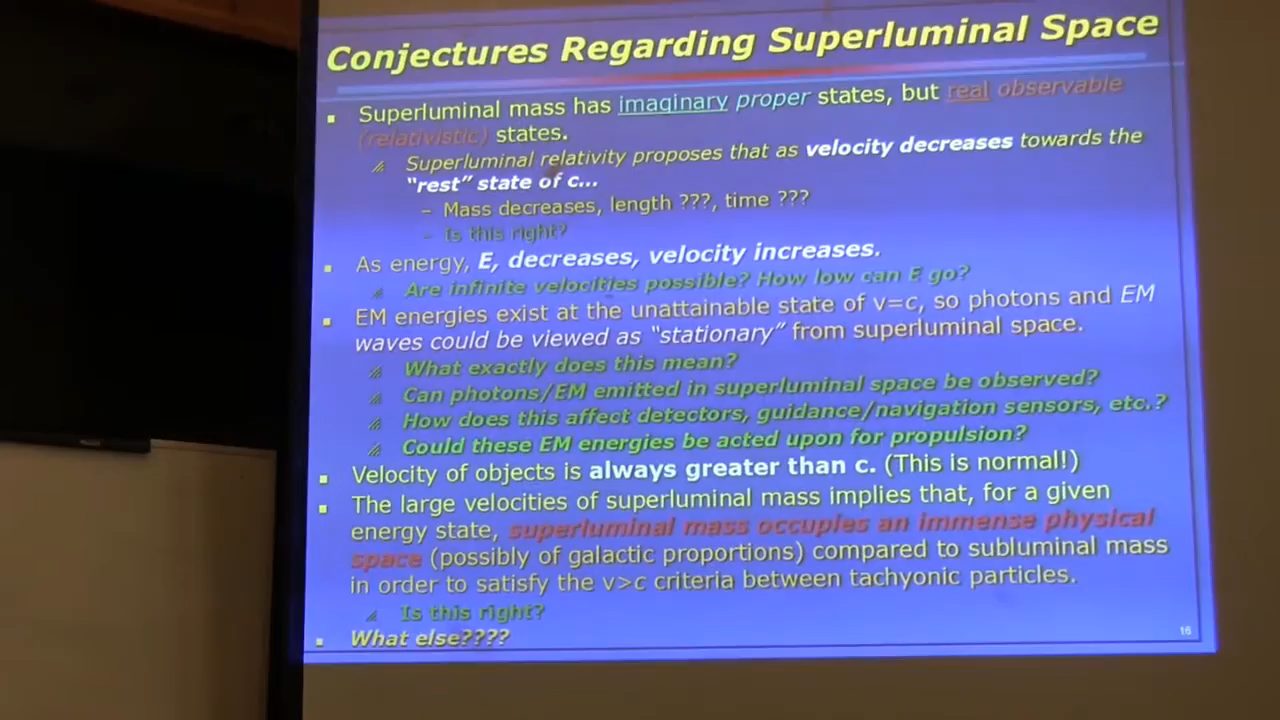 Conjectures Regarding Superluminal Space
▪ Superluminal mass has imaginary proper states, but real observable
(relativistic) states.
Superluminal relativity proposes that as velocity decreases towards the
“rest” state of c...
– Mass decreases, length ???, time ???
– Is this right?
▪ As energy, E, decreases, velocity increases.
Are infinite velocities possible? How low can E go?
▪ EM energies exist at the unattainable state of v=c, so photons and EM
waves could be viewed as “stationary” from superluminal space.
What exactly does this mean?
Can photons/EM emitted in superluminal space be observed?
How does this affect detectors, guidance/navigation sensors, etc.?
Could these EM energies be acted upon for propulsion?
▪ Velocity of objects is always greater than c. (This is normal!)
▪ The large velocities of superluminal mass implies that, for a given
energy state, superluminal mass occupies an immense physical
space (possibly of galactic proportions) compared to subluminal mass
in order to satisfy the v>c criteria between tachyonic particles.
Is this right?
▪ What else????
16